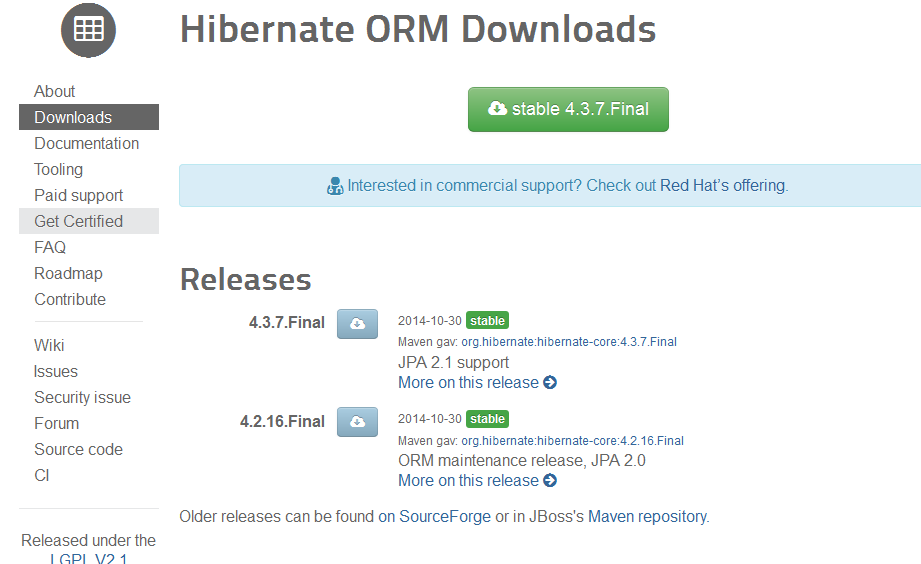 Hibernate ORM Downloads
About
Downloads
Documentation
Tooling
Paid support
Get Certified
FAQ
Roadmap
Contribute
Wiki
Issues
Security issue
Forum
Source code
CI
Released under the
LGPL V2.1
stable 4.3.7.Final
Interested in commercial support? Check out Red Hat's offering.
Releases
4.3.7.Final
2014-10-30 stable
Maven gav: org.hibernate:hibernate-core:4.3.7.Final
JPA 2.1 support
More on this release
4.2.16.Final
2014-10-30 stable
Maven gav: org.hibernate:hibernate-core:4.2.16.Final
ORM maintenance release, JPA 2.0
More on this release
Older releases can be found on SourceForge or in JBoss's Maven repository.